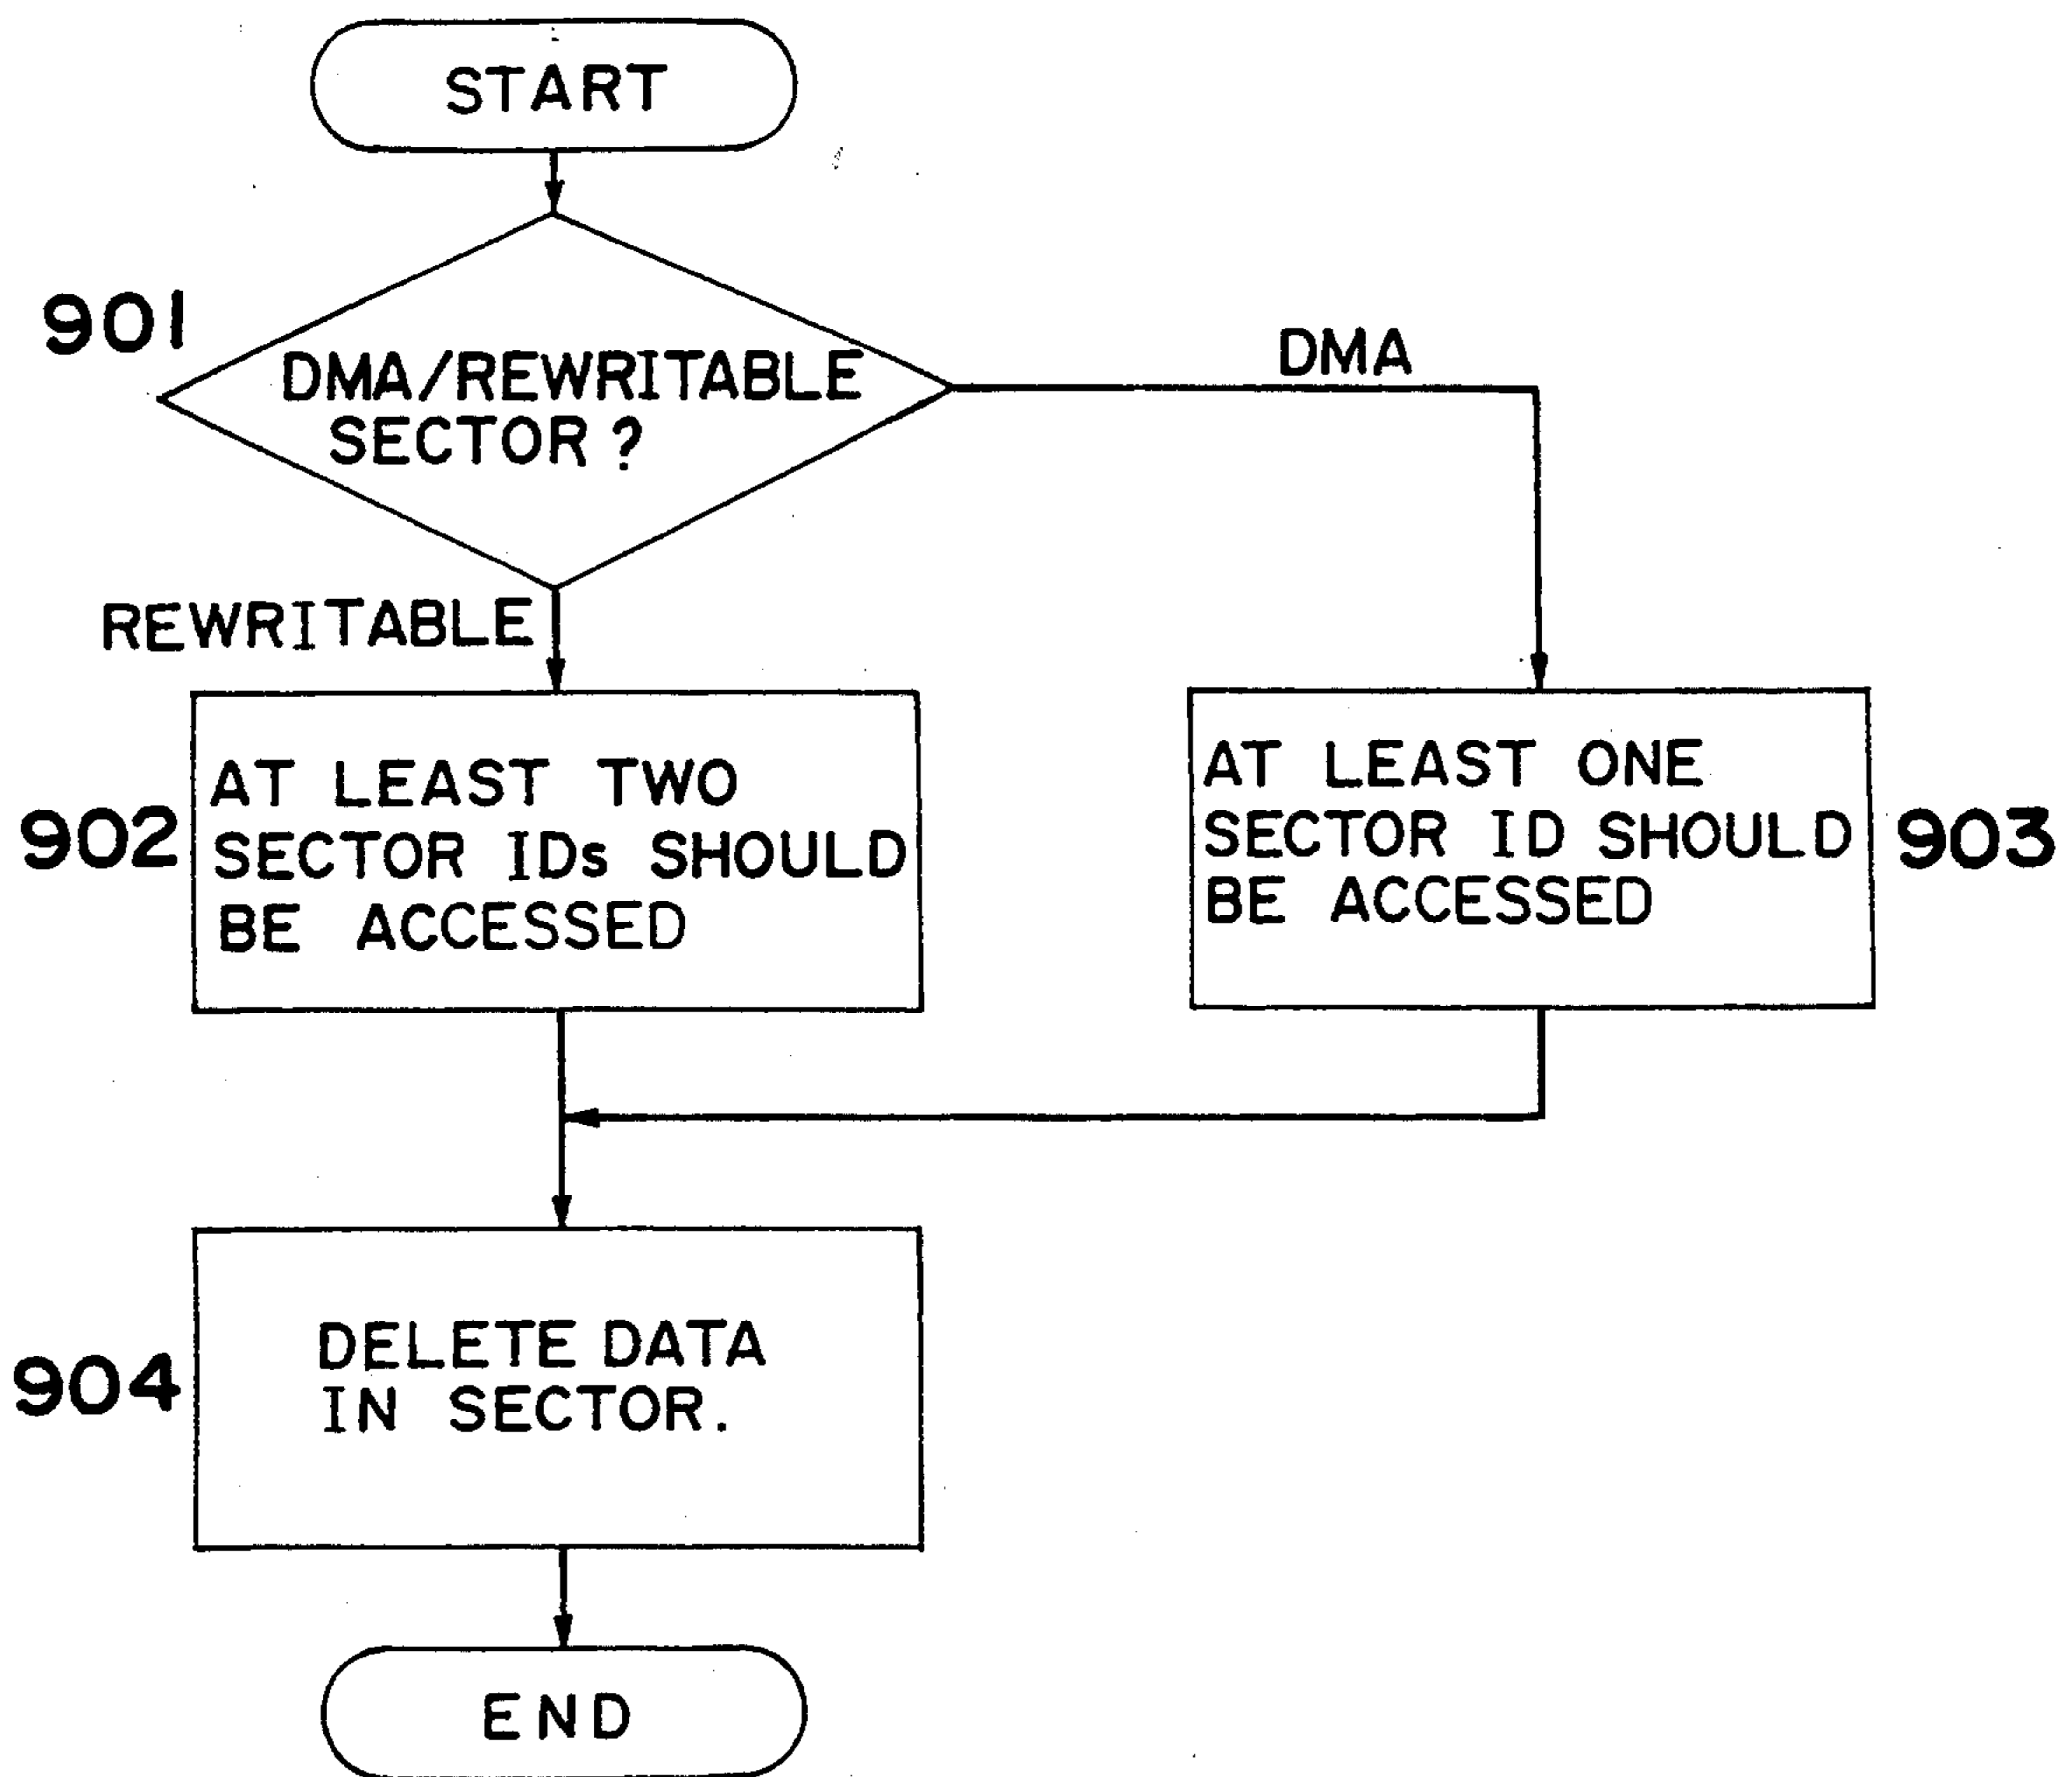 START
901
DMA/REWRITABLE
SECTOR?
DMA
REWRITABLE
902
AT LEAST TWO
SECTOR IDs SHOULD
BE ACCESSED
AT LEAST ONE
SECTOR ID SHOULD
BE ACCESSED
903
904
DELETE DATA
IN SECTOR.
END